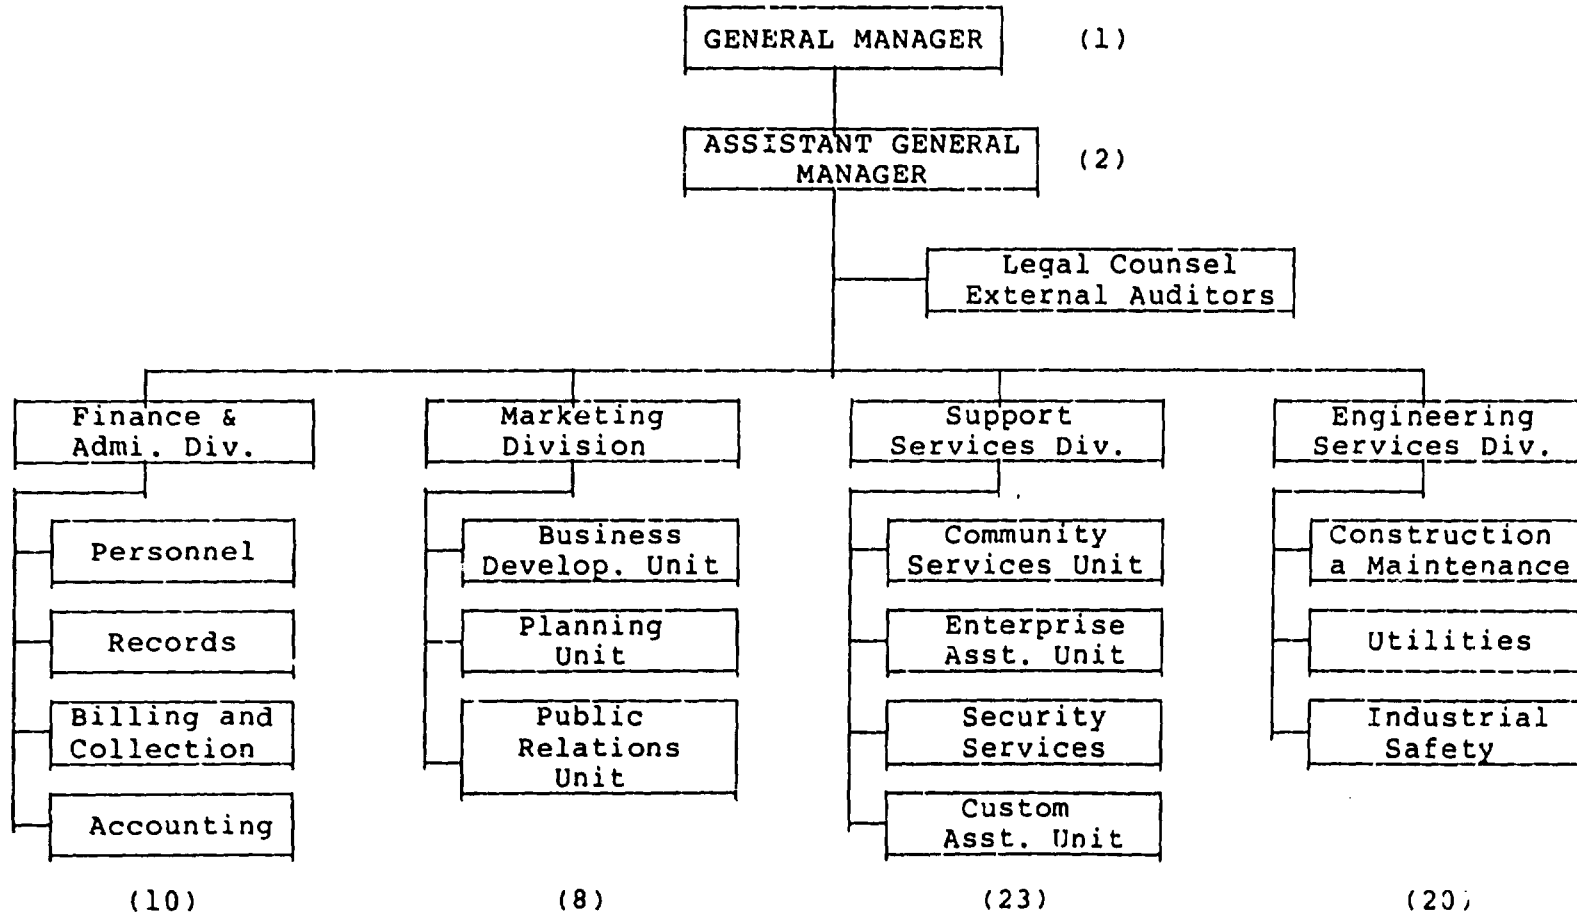 GENERAL MANAGER (1)
ASSISTANT GENERAL (2)
MANAGER
Legal Counsel
External Auditors
Finance &
Admi. Div.
Personnel
Records
Billing and
Collection
Accounting
(10)
Marketing
Division
Business
Develop. Unit
Planning
Unit
Public
Relations
Unit
(8)
Support
Services Div.
Community
Services Unit
Enterprise
Asst. Unit
Security
Services
Custom
Asst. Unit
(23)
Engineering
Services Div.
Construction
a Maintenance
Utilities
Industrial
Safety
(20)